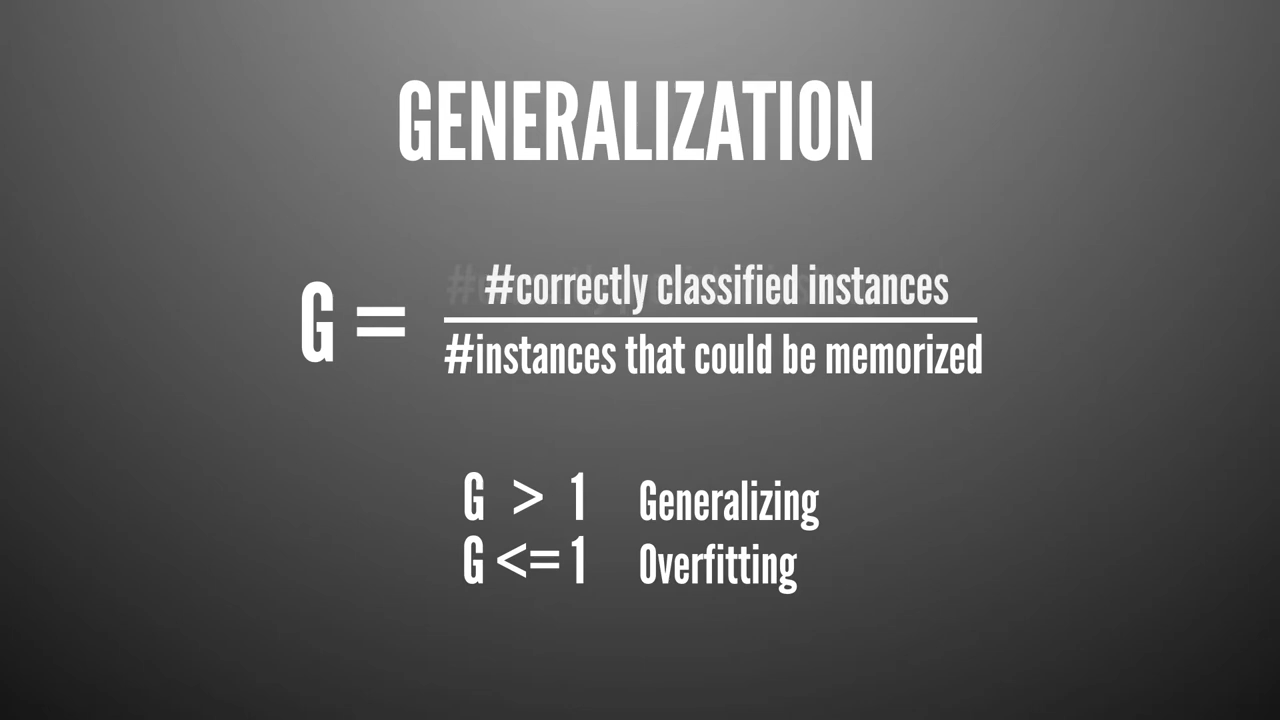 GENERALIZATION
G =
#correctly classified instances
#instances that could be memorized
G > 1 Generalizing
G <= 1 Overfitting